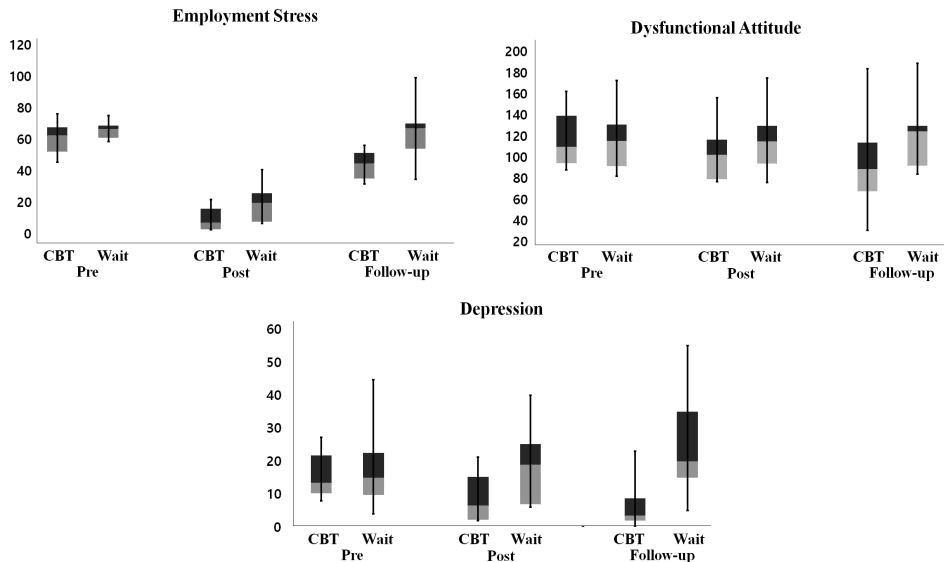 Employment Stress
120
100
80
60
40
20
0
CBT Wait CBT Wait CBT Wait
Pre Post Follow-up
Dysfunctional Attitude
200
180
160
140
120
100
80
60
40
20
CBT Wait CBT Wait CBT Wait
Pre Post Follow-up
Depression
60
50
40
30
20
10
0
CBT Wait CBT Wait CBT Wait
Pre Post Follow-up